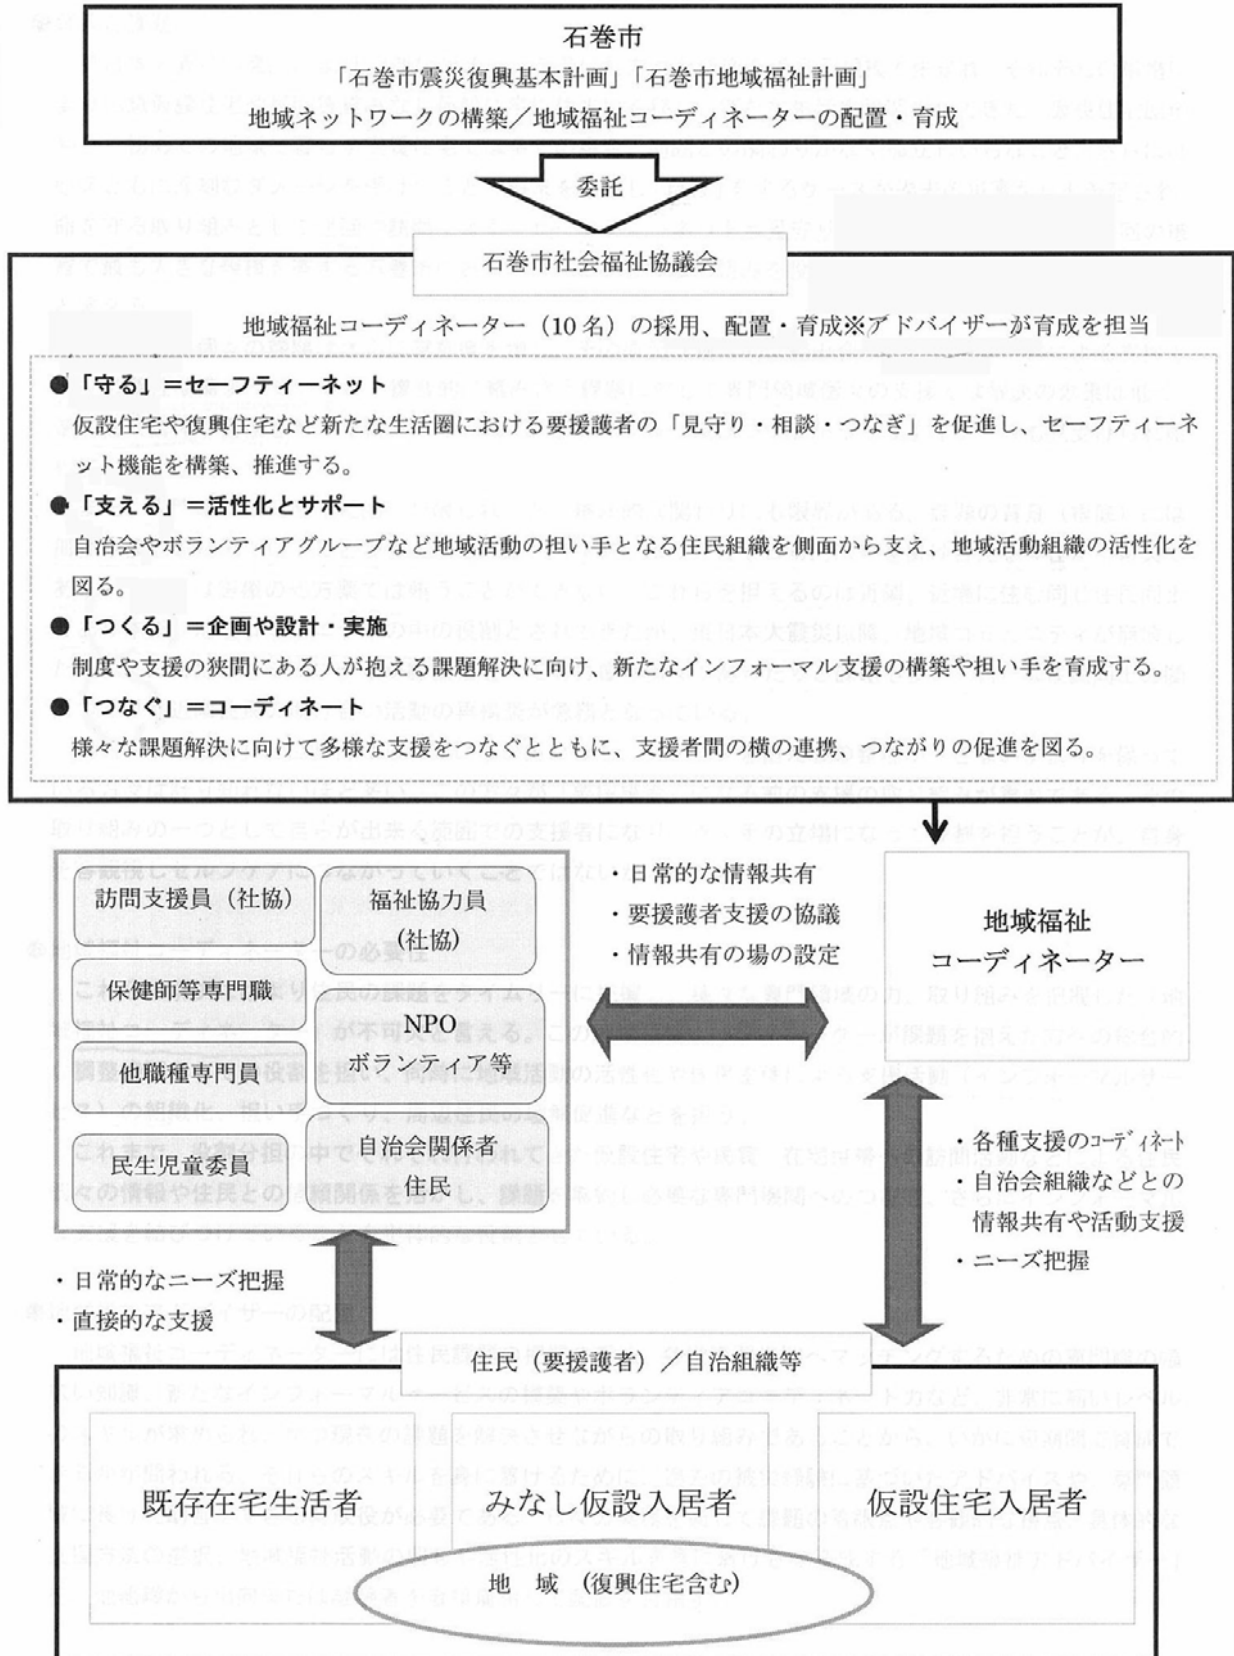 石巻市
「石巻市震災復興基本計画」「石巻市地域福祉計画」
地域ネットワークの構築／地域福祉コーディネーターの配置・育成
委託
石巻市社会福祉協議会
地域福祉コーディネーター（10 名）の採用、配置・育成※アドバイザーが育成を担当
●「守る」＝セーフティーネット
仮設住宅や復興住宅など新たな生活圏における要援護者の「見守り・相談・つなぎ」を促進し、セーフティーネ
ット機能を構築、推進する。
●「支える」＝活性化とサポート
自治会やボランティアグループなど地域活動の担い手となる住民組織を側面から支え、地域活動組織の活性化を
図る。
●「つくる」＝企画や設計・実施
制度や支援の狭間にある人が抱える課題解決に向け、新たなインフォーマル支援の構築や担い手を育成する。
●「つなぐ」＝コーディネート
様々な課題解決に向けて多様な支援をつなぐとともに、支援者間の横の連携、つながりの促進を図る。
訪問支援員（社協）
福祉協力員
（社協）
保健師等専門職
NPO
ボランティア等
他職種専門員
民生児童委員
自治会関係者
住民
・日常的な情報共有
・要援護者支援の協議
・情報共有の場の設定
地域福祉
コーディネーター
・各種支援のｺｰﾃﾞｨﾈｰﾄ
・自治会組織などとの
情報共有や活動支援
・ニーズ把握
・日常的なニーズ把握
・直接的な支援
住民（要援護者）／自治組織等
既存在宅生活者
みなし仮設入居者
仮設住宅入居者
地　域　（復興住宅含む）